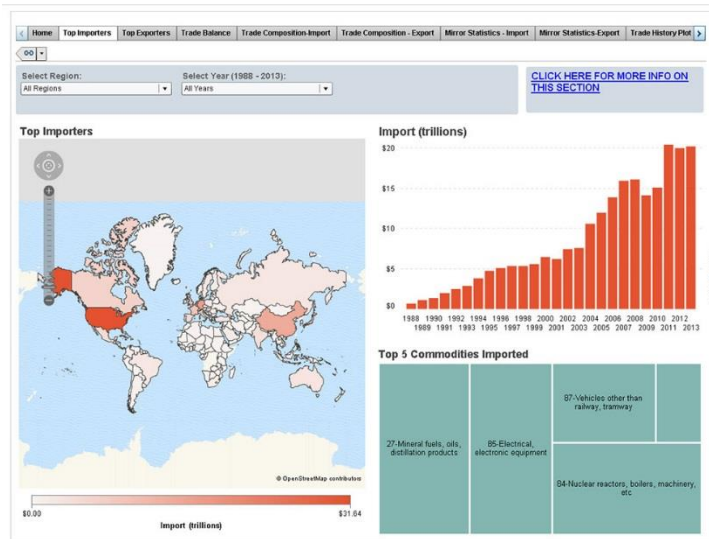 Home Top Importers Top Exporters Trade Balance Trade Composition-Import Trade Composition - Export Mirror Statistics - Import Mirror Statistics-Export Trade History Plot
Select Region:
All Regions
Select Year (1988 - 2013):
All Years
CLICK HERE FOR MORE INFO ON
THIS SECTION
Top Importers
© OpenStreetMap contributors
$0.00
$31.64
Import (trillions)
Import (trillions)
$20
$15
$10
$5
$0
1988 1990 1992 1994 1996 1998 2000 2002 2004 2006 2008 2010 2012
1989 1991 1993 1995 1997 1999 2001 2003 2005 2007 2009 2011 2013
Top 5 Commodities Imported
27-Mineral fuels, oils,
distillation products
85-Electrical,
electronic equipment
87-Vehicles other than
railway, tramway
84-Nuclear reactors, boilers, machinery,
etc